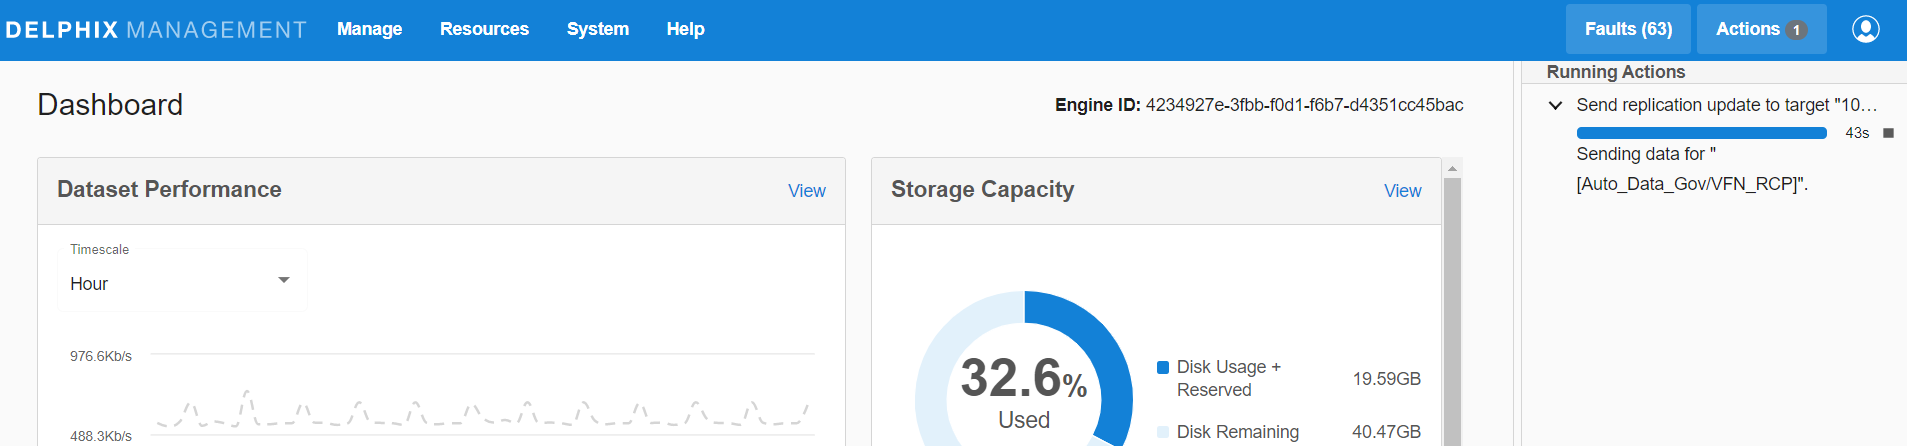 DELPHIX MANAGEMENT Manage Resources System Help Faults (63) Actions 1
Dashboard
Engine ID: 4234927e-3fbb-f0d1-f6b7-d4351cc45bac
Dataset Performance View
Timescale
Hour
976.6Kb/s
488.3Kb/s
Storage Capacity View
32.6%
Used
Disk Usage +
Reserved 19.59GB
Disk Remaining 40.47GB
Running Actions
Send replication update to target "10…
43s
Sending data for "
[Auto_Data_Gov/VFN_RCP]".